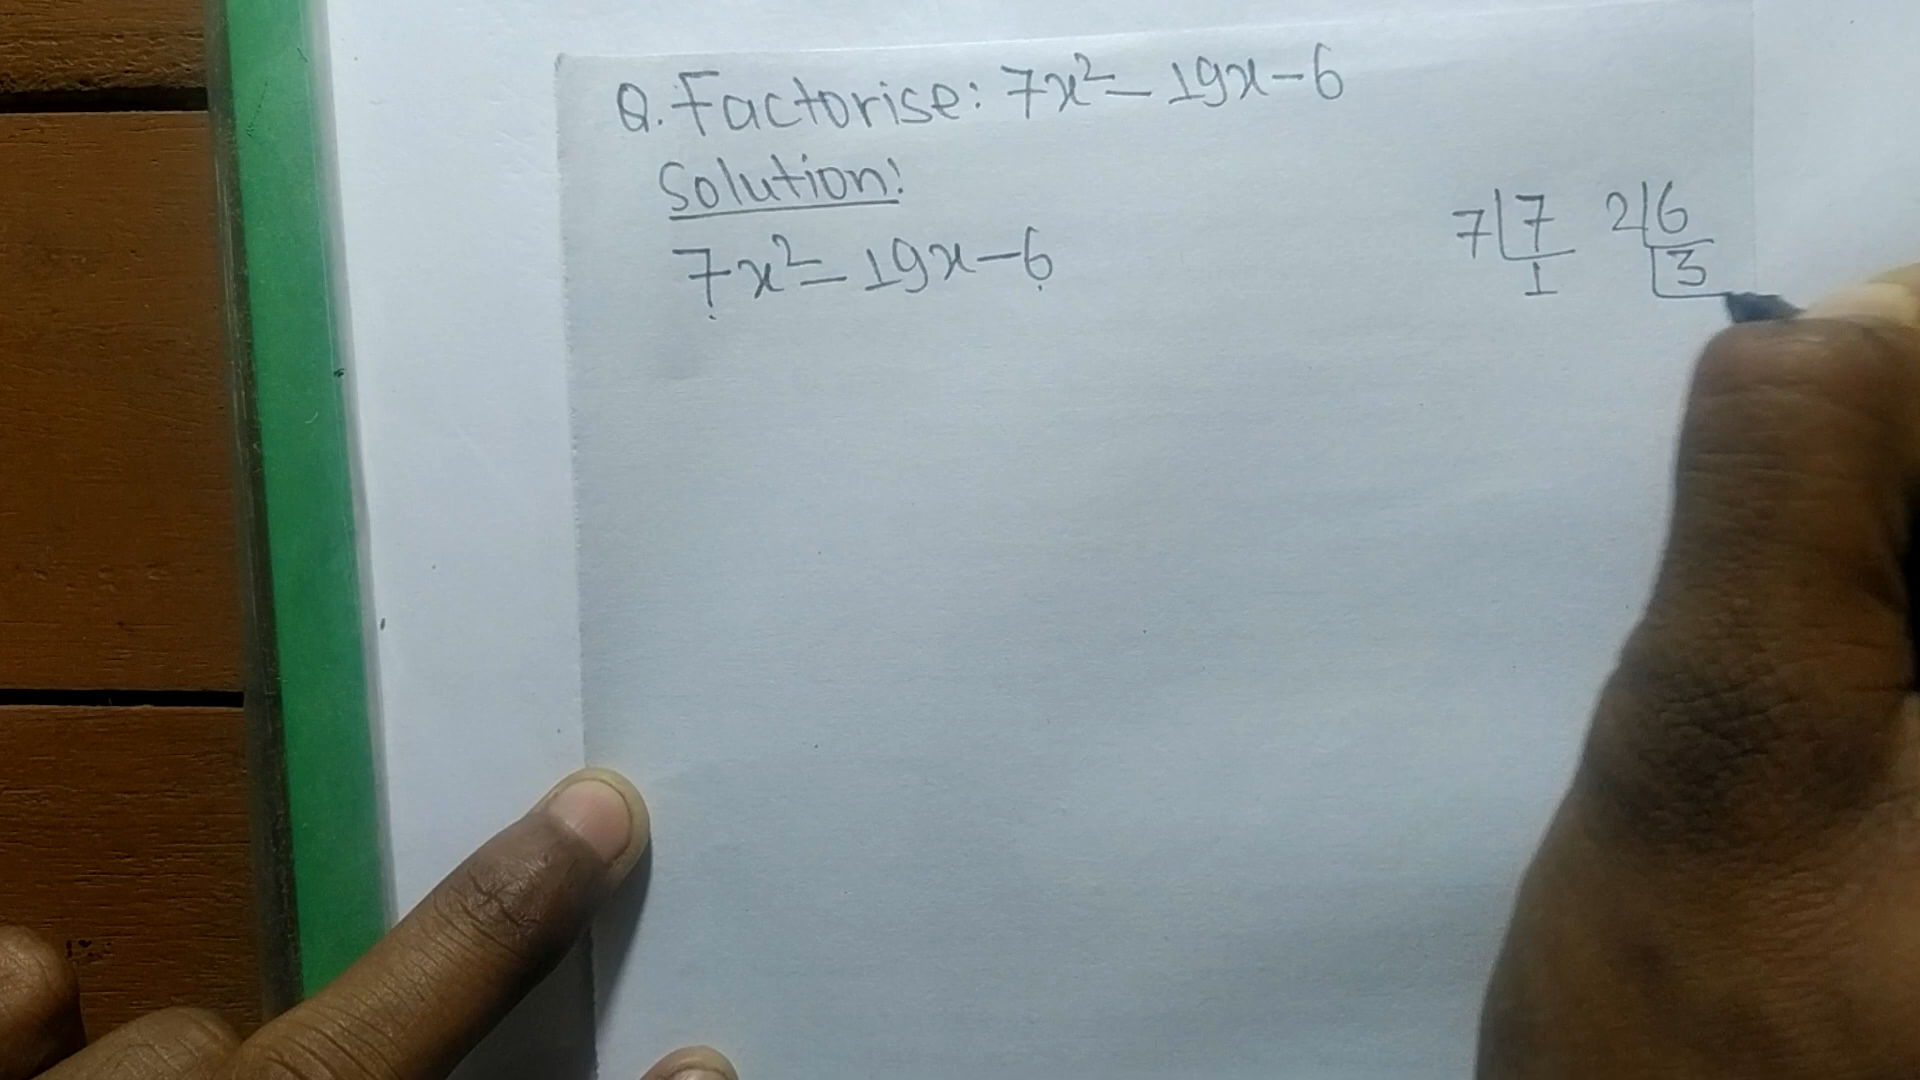 Q. Factorise: 7x² - 19x - 6
Solution:
7x² - 19x - 6
7 7 2 6
1 3